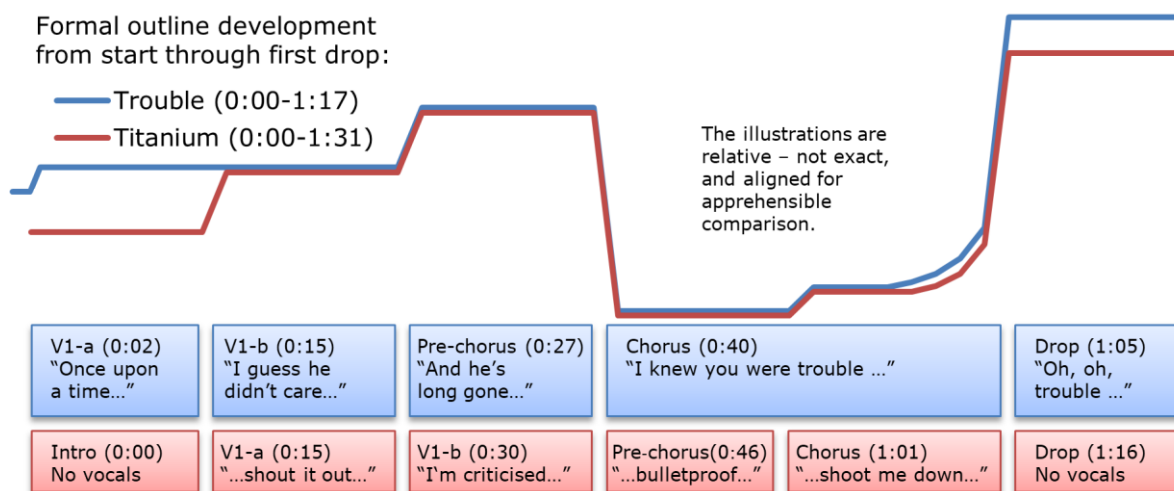 Formal outline development
from start through first drop:
Trouble (0:00-1:17)
Titanium (0:00-1:31)
The illustrations are
relative – not exact,
and aligned for
apprehensible
comparison.
V1-a (0:02)
“Once upon
a time…”
V1-b (0:15)
“I guess he
didn’t care…”
Pre-chorus (0:27)
“And he’s
long gone…”
Chorus (0:40)
“I knew you were trouble …”
Drop (1:05)
“Oh, oh,
trouble …”
Intro (0:00)
No vocals
V1-a (0:15)
“…shout it out…”
V1-b (0:30)
“I’m criticised…”
Pre-chorus(0:46)
“…bulletproof…”
Chorus (1:01)
“…shoot me down…”
Drop (1:16)
No vocals